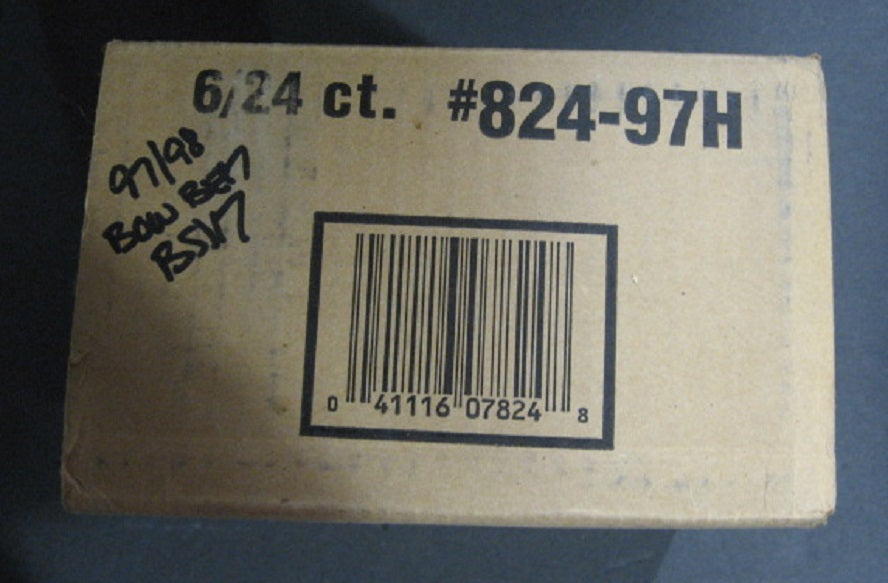 6/24 ct. #824-97H
97/98
BOW BEST
BSKT
0 41116 07824 8